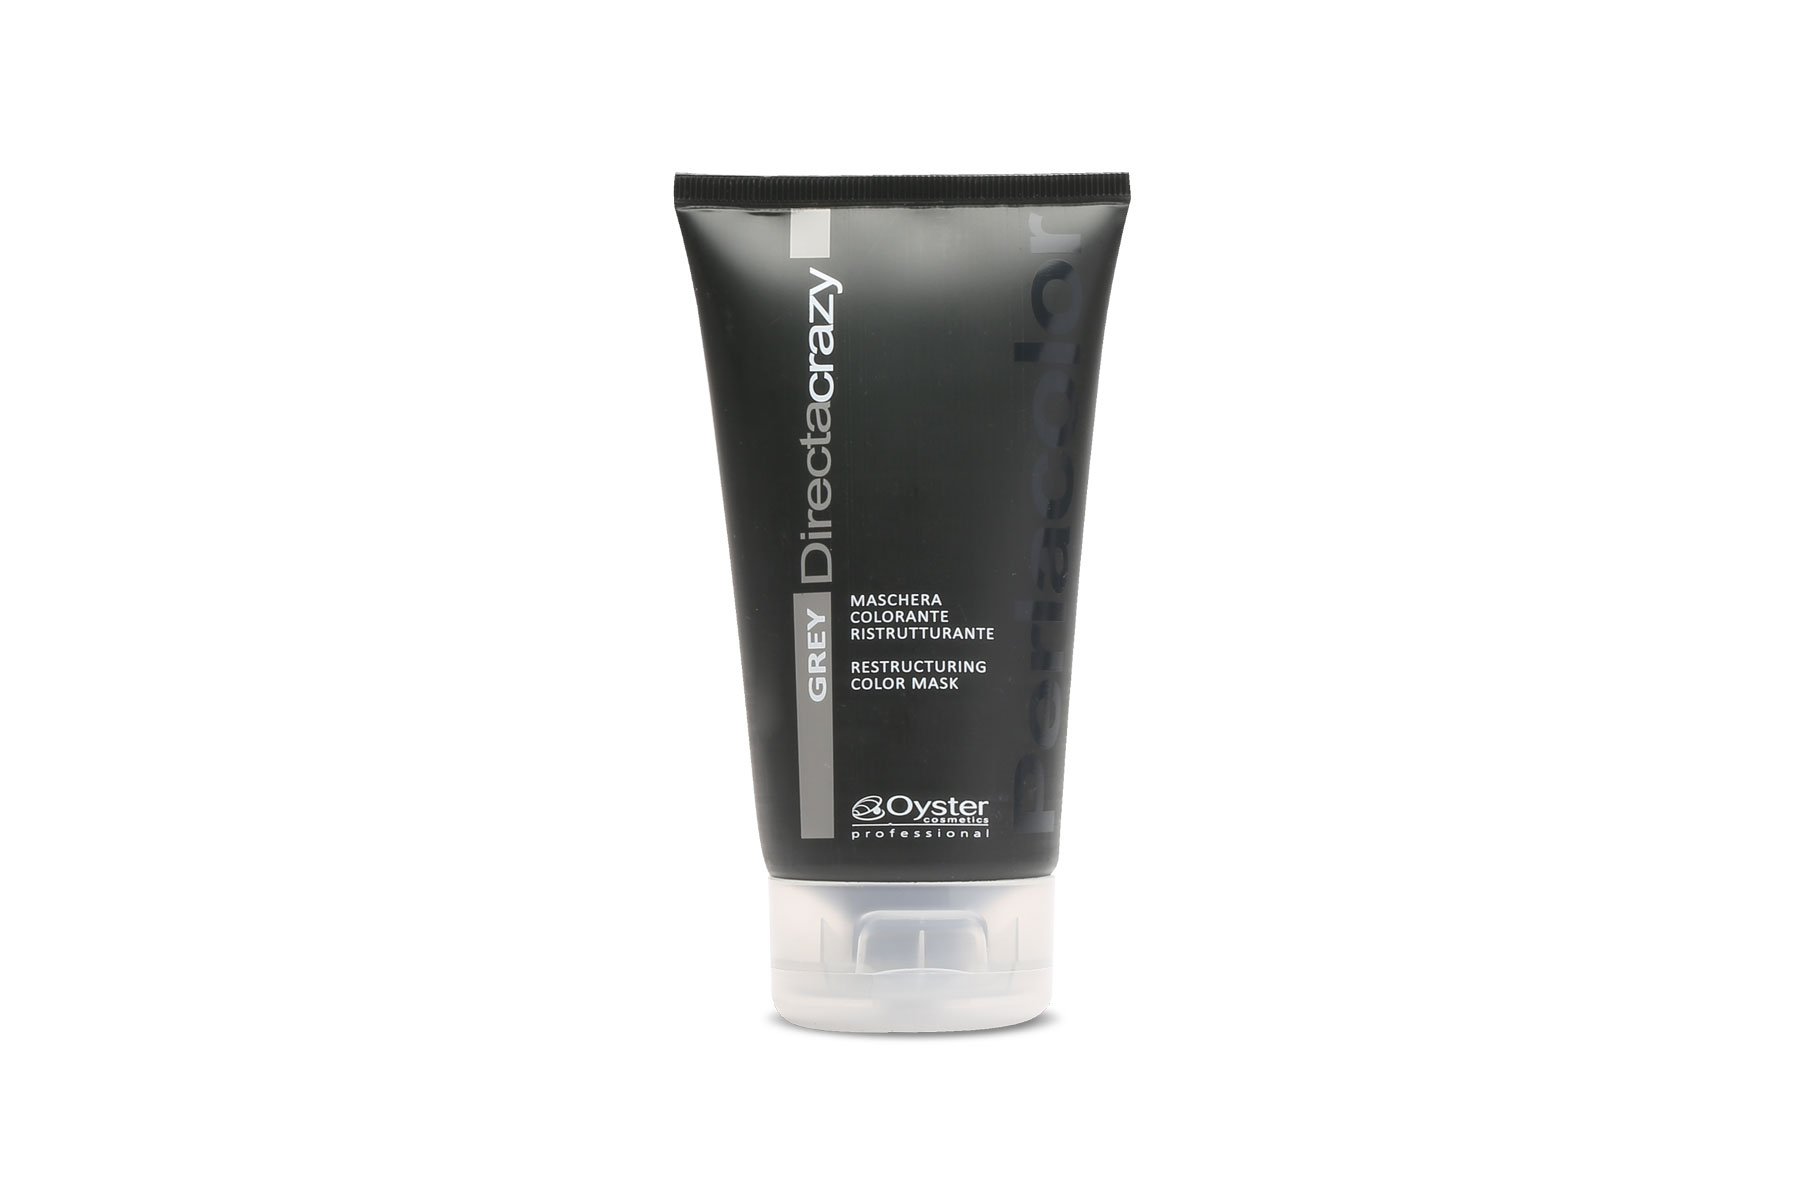 GREY Directacrazy
MASCHERA
COLORANTE
RISTRUTTURANTE
RESTRUCTURING
COLOR MASK
Oyster
cosmetics
professional
Perlacolor